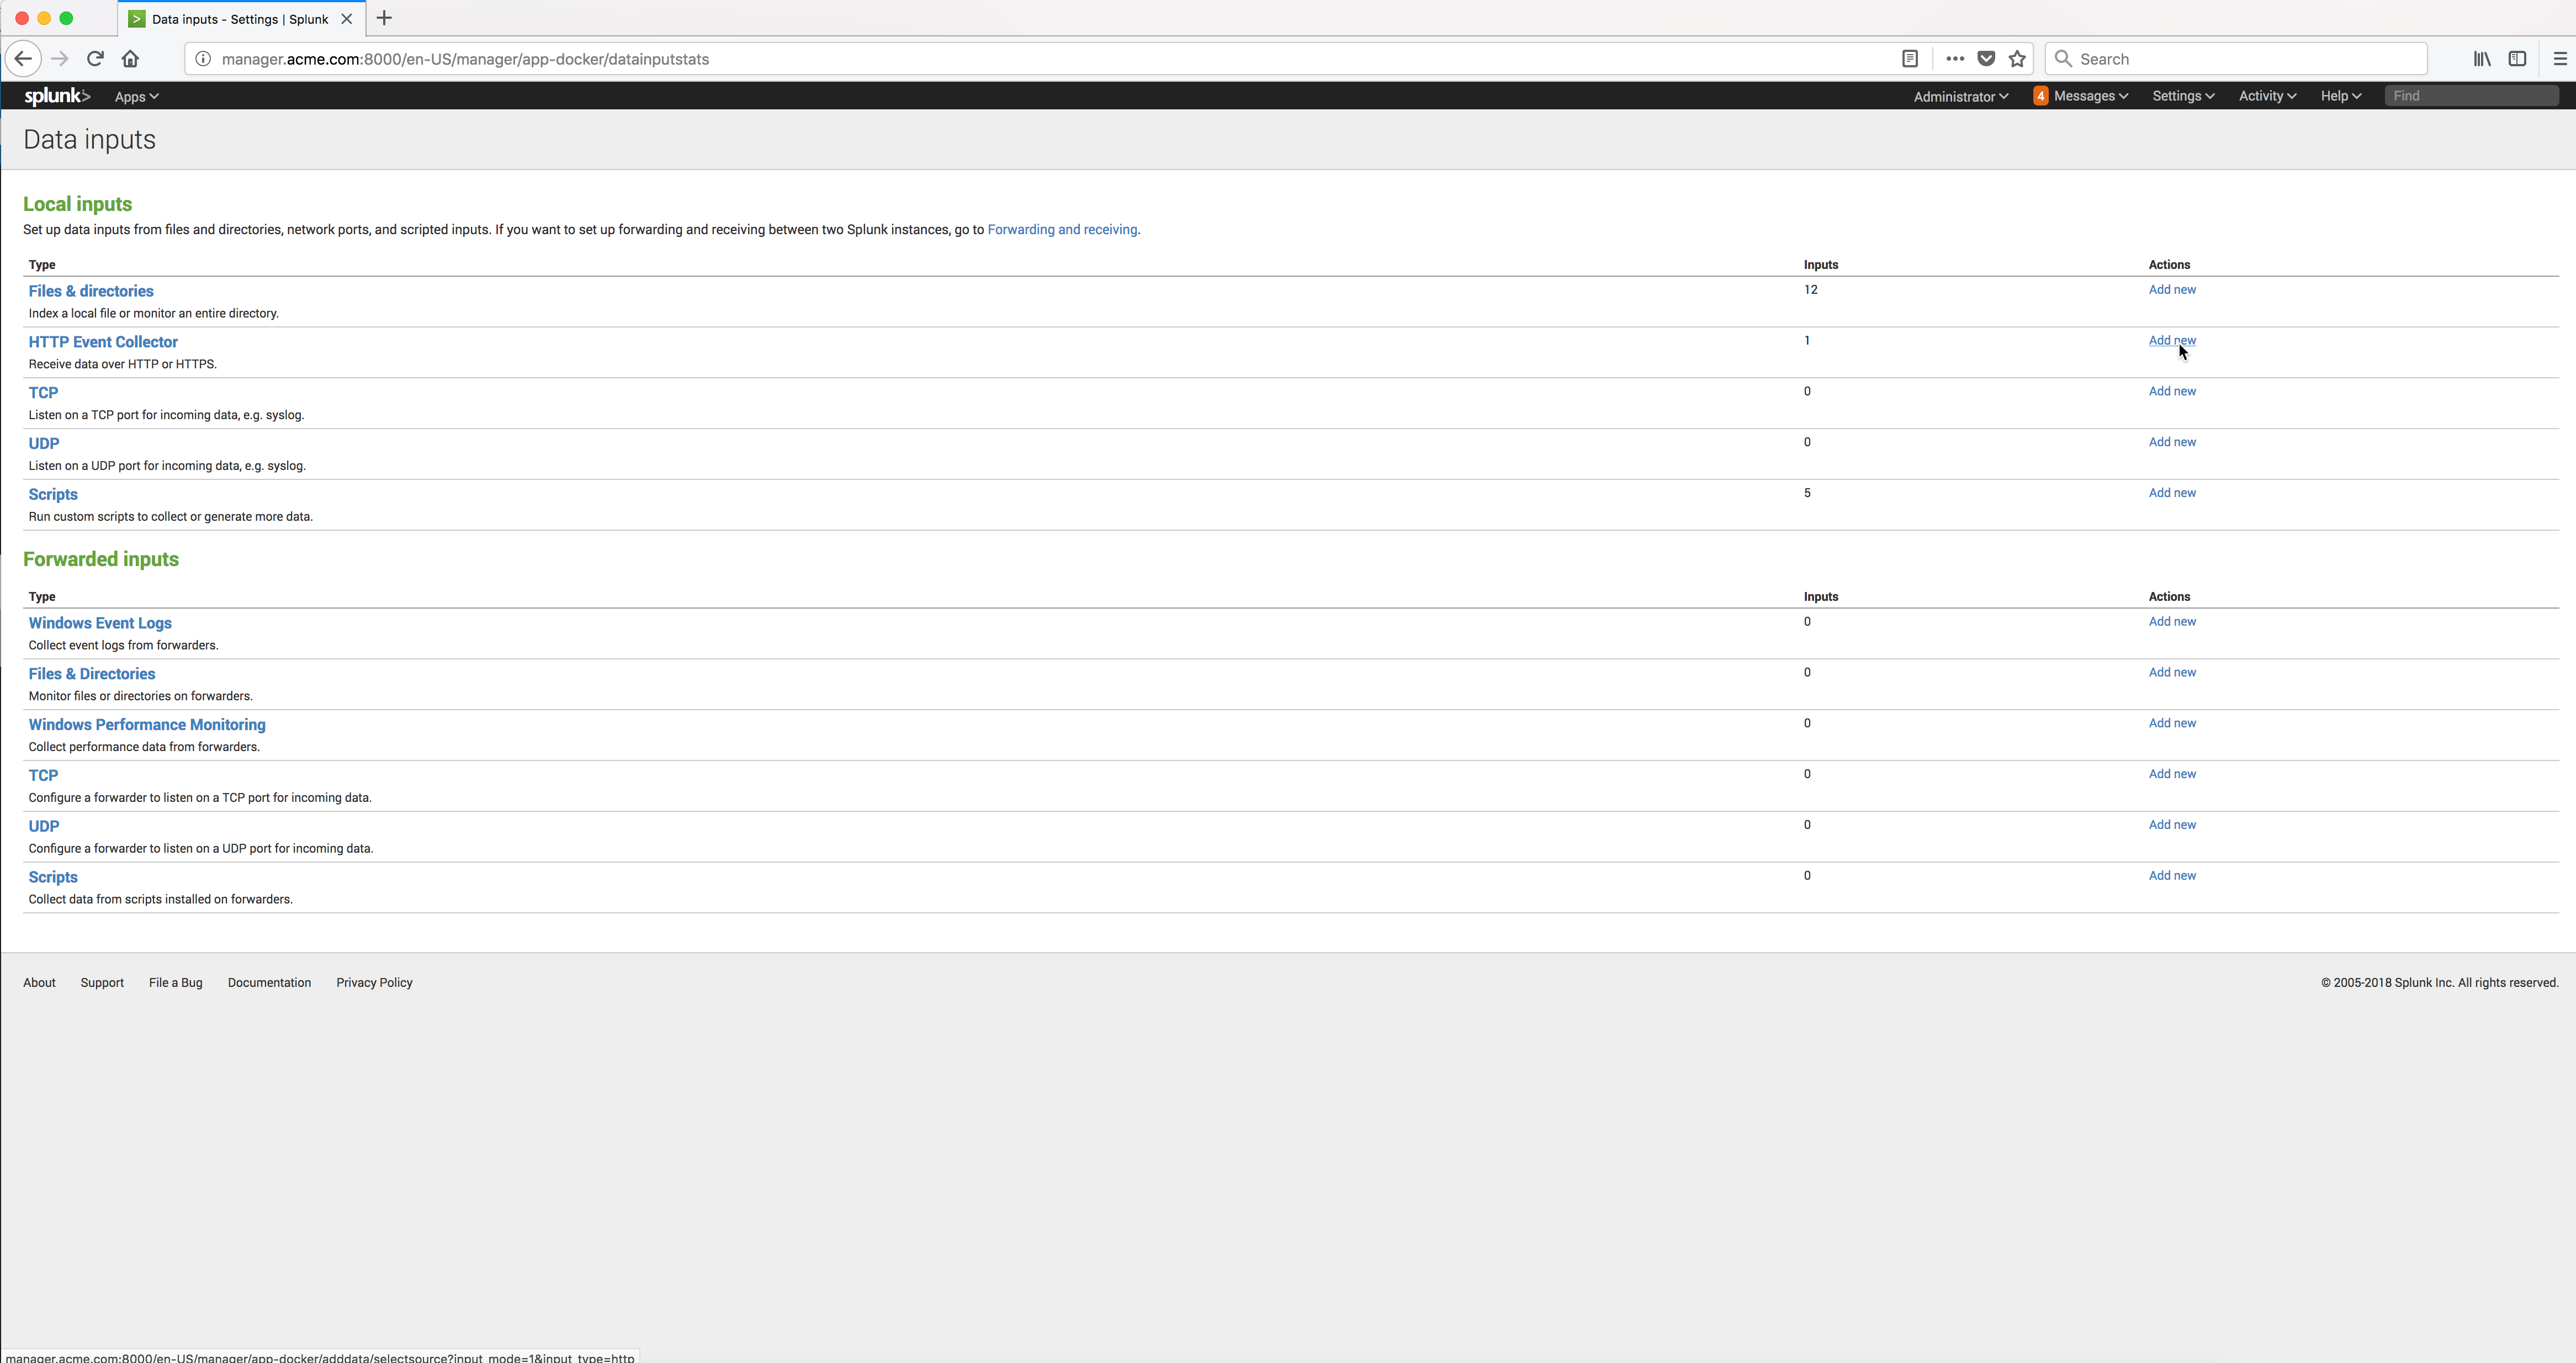 Data inputs - Settings | Splunk
manager.acme.com:8000/en-US/manager/app-docker/datainputstats
Search
splunk> Apps Administrator 4 Messages Settings Activity Help Find
Data inputs
Local inputs
Set up data inputs from files and directories, network ports, and scripted inputs. If you want to set up forwarding and receiving between two Splunk instances, go to Forwarding and receiving.
Type Inputs Actions
Files & directories 12 Add new
Index a local file or monitor an entire directory.
HTTP Event Collector 1 Add new
Receive data over HTTP or HTTPS.
TCP 0 Add new
Listen on a TCP port for incoming data, e.g. syslog.
UDP 0 Add new
Listen on a UDP port for incoming data, e.g. syslog.
Scripts 5 Add new
Run custom scripts to collect or generate more data.
Forwarded inputs
Type Inputs Actions
Windows Event Logs 0 Add new
Collect event logs from forwarders.
Files & Directories 0 Add new
Monitor files or directories on forwarders.
Windows Performance Monitoring 0 Add new
Collect performance data from forwarders.
TCP 0 Add new
Configure a forwarder to listen on a TCP port for incoming data.
UDP 0 Add new
Configure a forwarder to listen on a UDP port for incoming data.
Scripts 0 Add new
Collect data from scripts installed on forwarders.
About Support File a Bug Documentation Privacy Policy © 2005-2018 Splunk Inc. All rights reserved.
manager.acme.com:8000/en-US/manager/app-docker/adddata/selectsource?input_mode=1&input_type=http